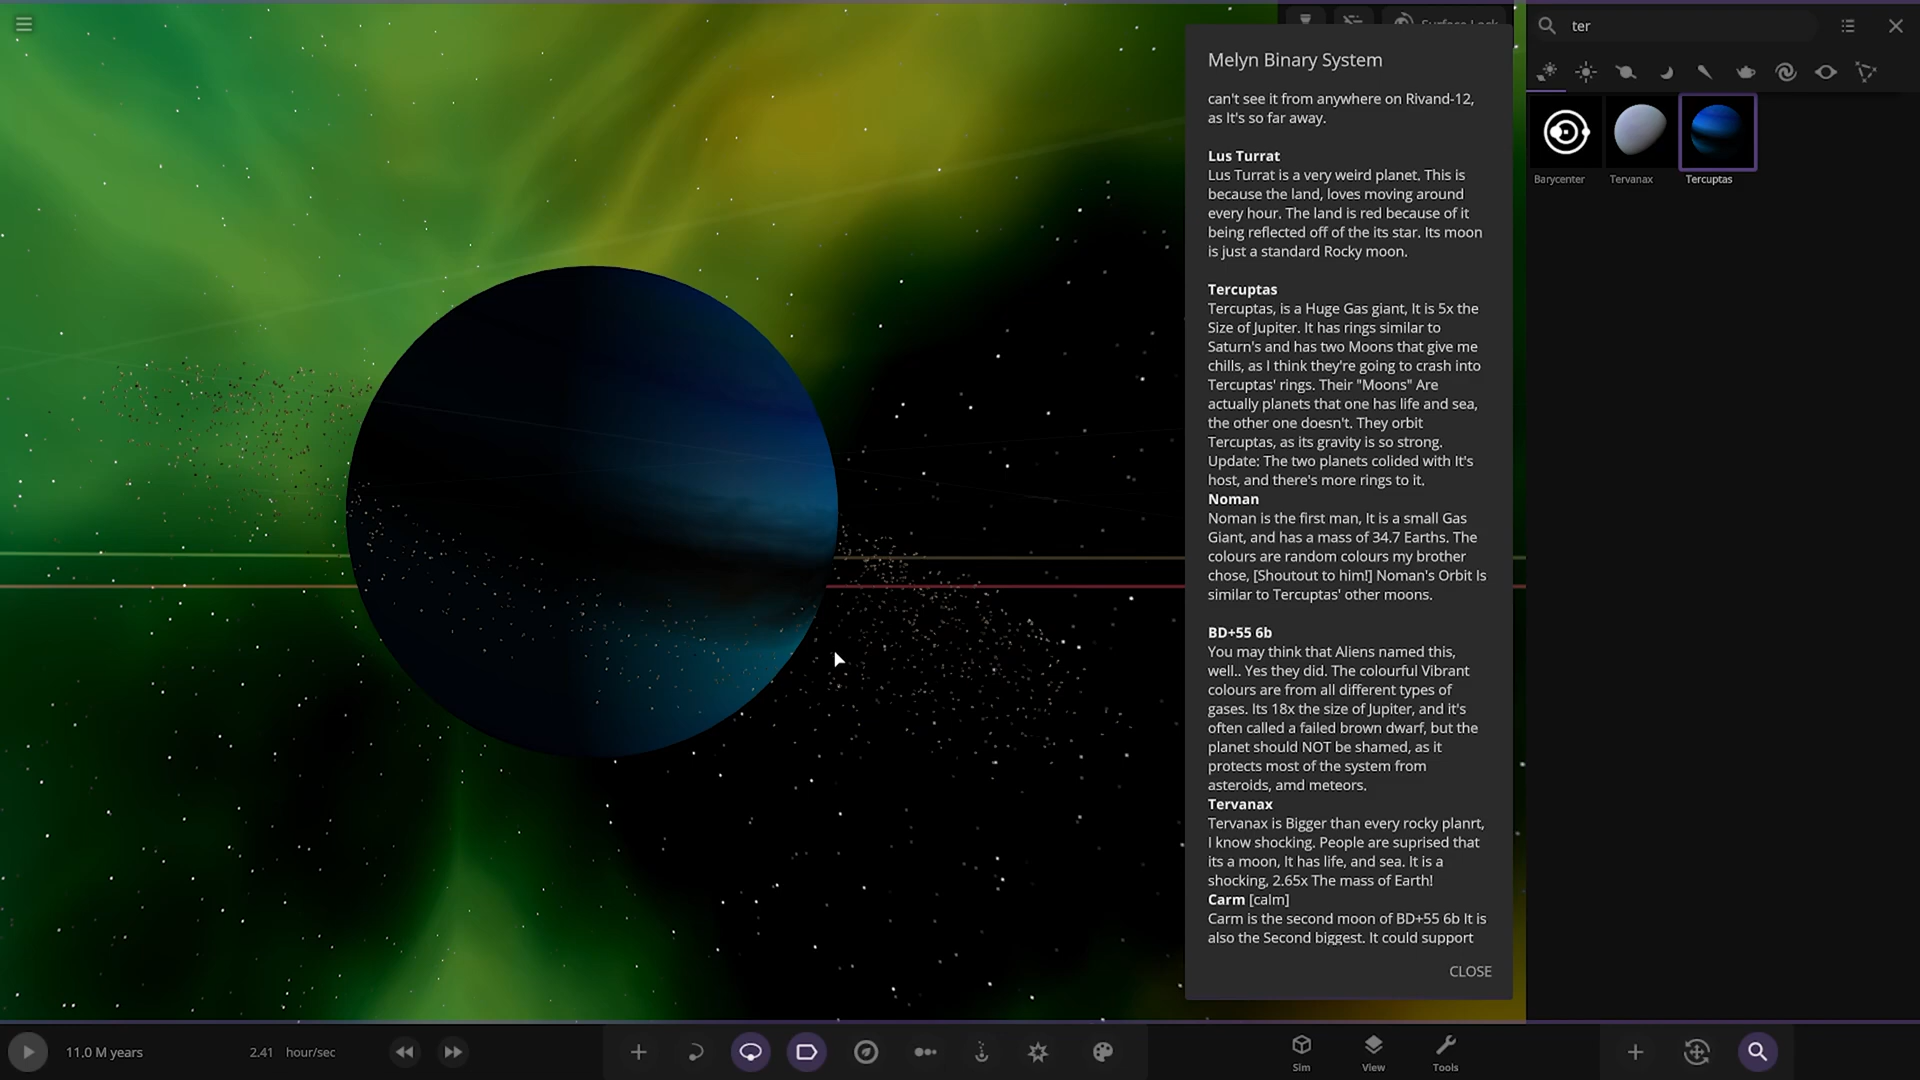 Surface Lock
Melyn Binary System
can't see it from anywhere on Rivand-12,
as It's so far away.
Lus Turrat
Lus Turrat is a very weird planet. This is
because the land, loves moving around
every hour. The land is red because of it
being reflected off of the its star. Its moon
is just a standard Rocky moon.
Tercuptas
Tercuptas, is a Huge Gas giant, It is 5x the
Size of Jupiter. It has rings similar to
Saturn's and has two Moons that give me
chills, as I think they're going to crash into
Tercuptas' rings. Their "Moons" Are
actually planets that one has life and sea,
the other one doesn't. They orbit
Tercuptas, as its gravity is so strong.
Update: The two planets colided with It's
host, and there's more rings to it.
Noman
Noman is the first man, It is a small Gas
Giant, and has a mass of 34.7 Earths. The
colours are random colours my brother
chose, [Shoutout to him!] Noman's Orbit Is
similar to Tercuptas' other moons.
BD+55 6b
You may think that Aliens named this,
well.. Yes they did. The colourful Vibrant
colours are from all different types of
gases. Its 18x the size of Jupiter, and it's
often called a failed brown dwarf, but the
planet should NOT be shamed, as it
protects most of the system from
asteroids, amd meteors.
Tervanax
Tervanax is Bigger than every rocky planrt,
I know shocking. People are suprised that
its a moon, It has life, and sea. It is a
shocking, 2.65x The mass of Earth!
Carm [calm]
Carm is the second moon of BD+55 6b It is
also the Second biggest. It could support
CLOSE
ter
Barycenter
Tervanax
Tercuptas
11.0 M years
2.41 hour/sec
Sim
View
Tools